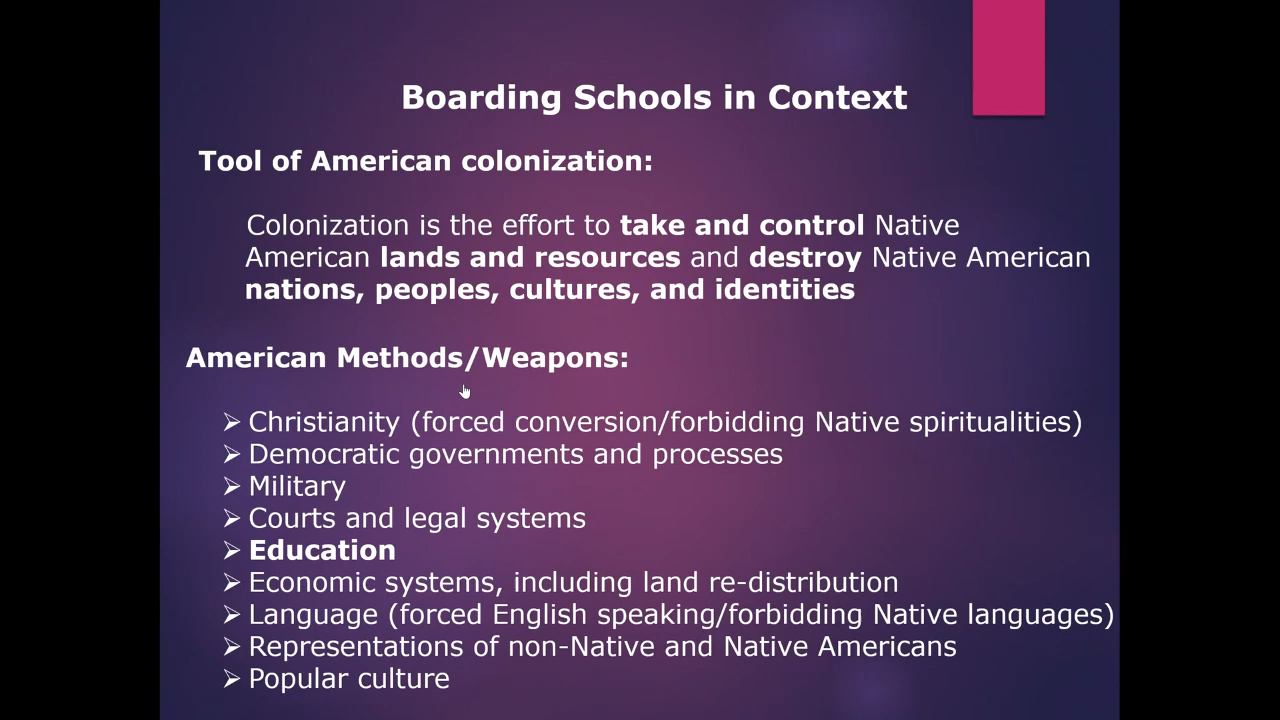 Boarding Schools in Context
Tool of American colonization:
Colonization is the effort to take and control Native
American lands and resources and destroy Native American
nations, peoples, cultures, and identities
American Methods/Weapons:
➢ Christianity (forced conversion/forbidding Native spiritualities)
➢ Democratic governments and processes
➢ Military
➢ Courts and legal systems
➢ Education
➢ Economic systems, including land re-distribution
➢ Language (forced English speaking/forbidding Native languages)
➢ Representations of non-Native and Native Americans
➢ Popular culture